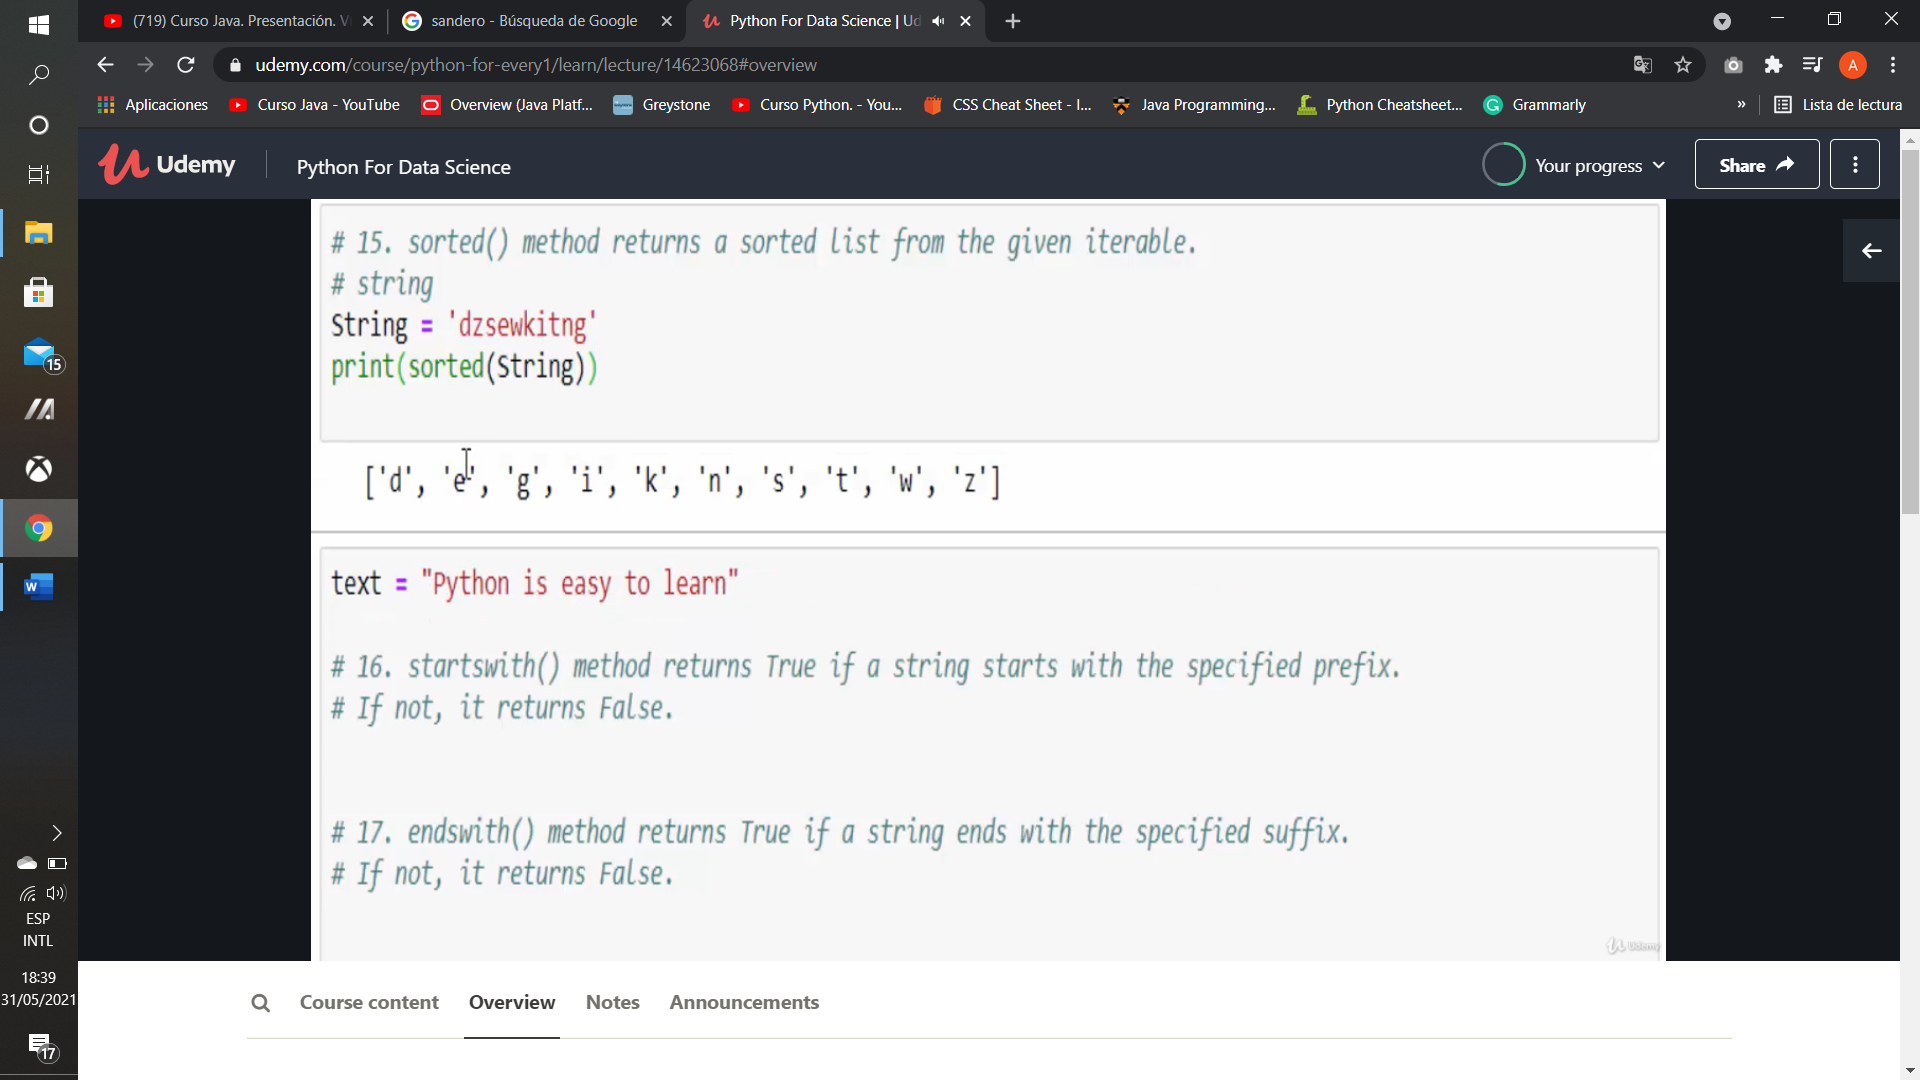 (719) Curso Java. Presentación. V
sandero - Búsqueda de Google
Python For Data Science | Ud
udemy.com/course/python-for-every1/learn/lecture/14623068#overview
A
Aplicaciones
Curso Java - YouTube
Overview (Java Platf...
Greystone
Curso Python. - You...
CSS Cheat Sheet - I...
Java Programming,...
Python Cheatsheet...
Grammarly
»
Lista de lectura
Udemy
Python For Data Science
Your progress
Share
# 15. sorted() method returns a sorted list from the given iterable.
# string
String = 'dzsewkitng'
print(sorted(String))
['d', 'e', 'g', 'i', 'k', 'n', 's', 't', 'w', 'z']
text = "Python is easy to learn"
# 16. startswith() method returns True if a string starts with the specified prefix.
# If not, it returns False.
# 17. endswith() method returns True if a string ends with the specified suffix.
# If not, it returns False.
Udemy
Course content
Overview
Notes
Announcements
15
ESP
INTL
18:39
31/05/2021
17